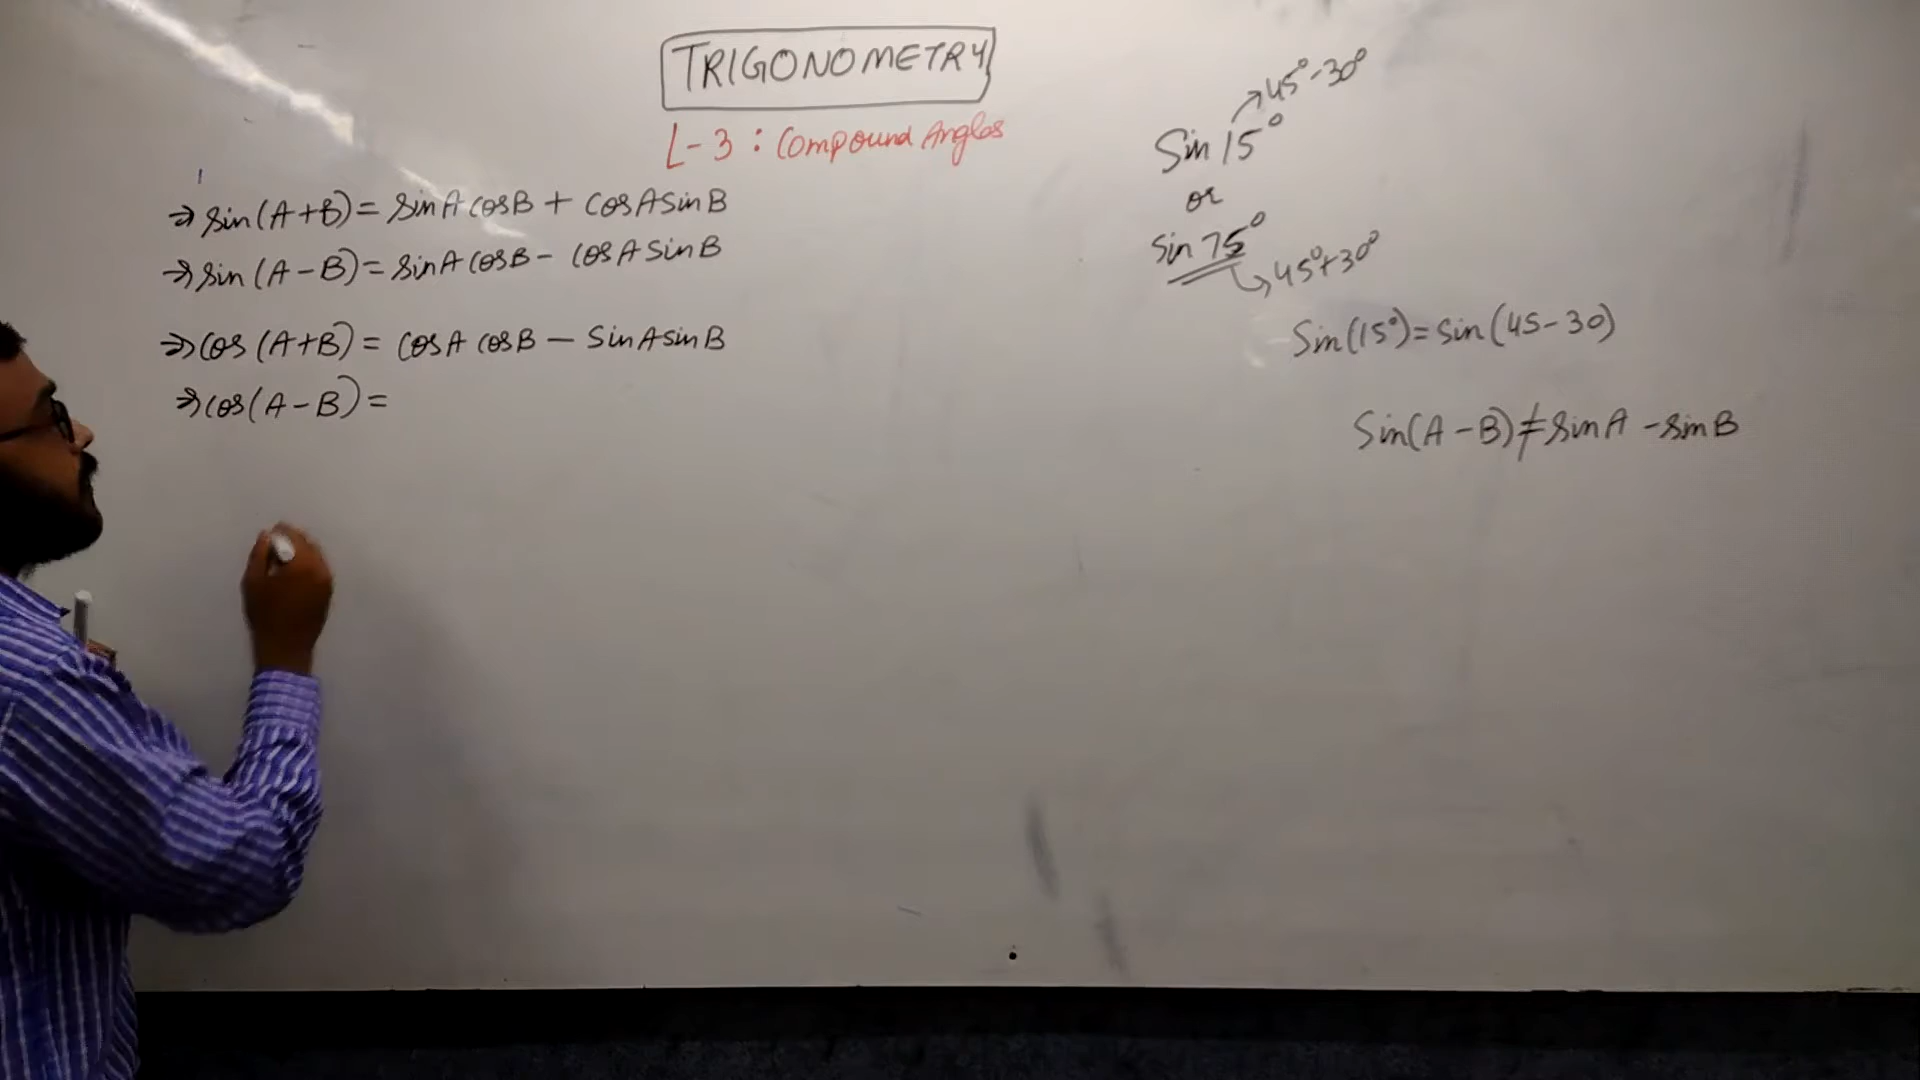 TRIGONOMETRY
L-3 : Compound Angles
⇒ sin(A+B) = sinA cosB + cosA sinB
⇒ sin(A-B) = sinA cosB - cosA sinB
⇒ cos(A+B) = cosA cosB - sinA sinB
⇒ cos(A-B) =
45°-30°
Sin 15°
or
sin 75°
45°+30°
Sin(15°) = sin(45-30)
Sin(A-B) ≠ sinA - sinB